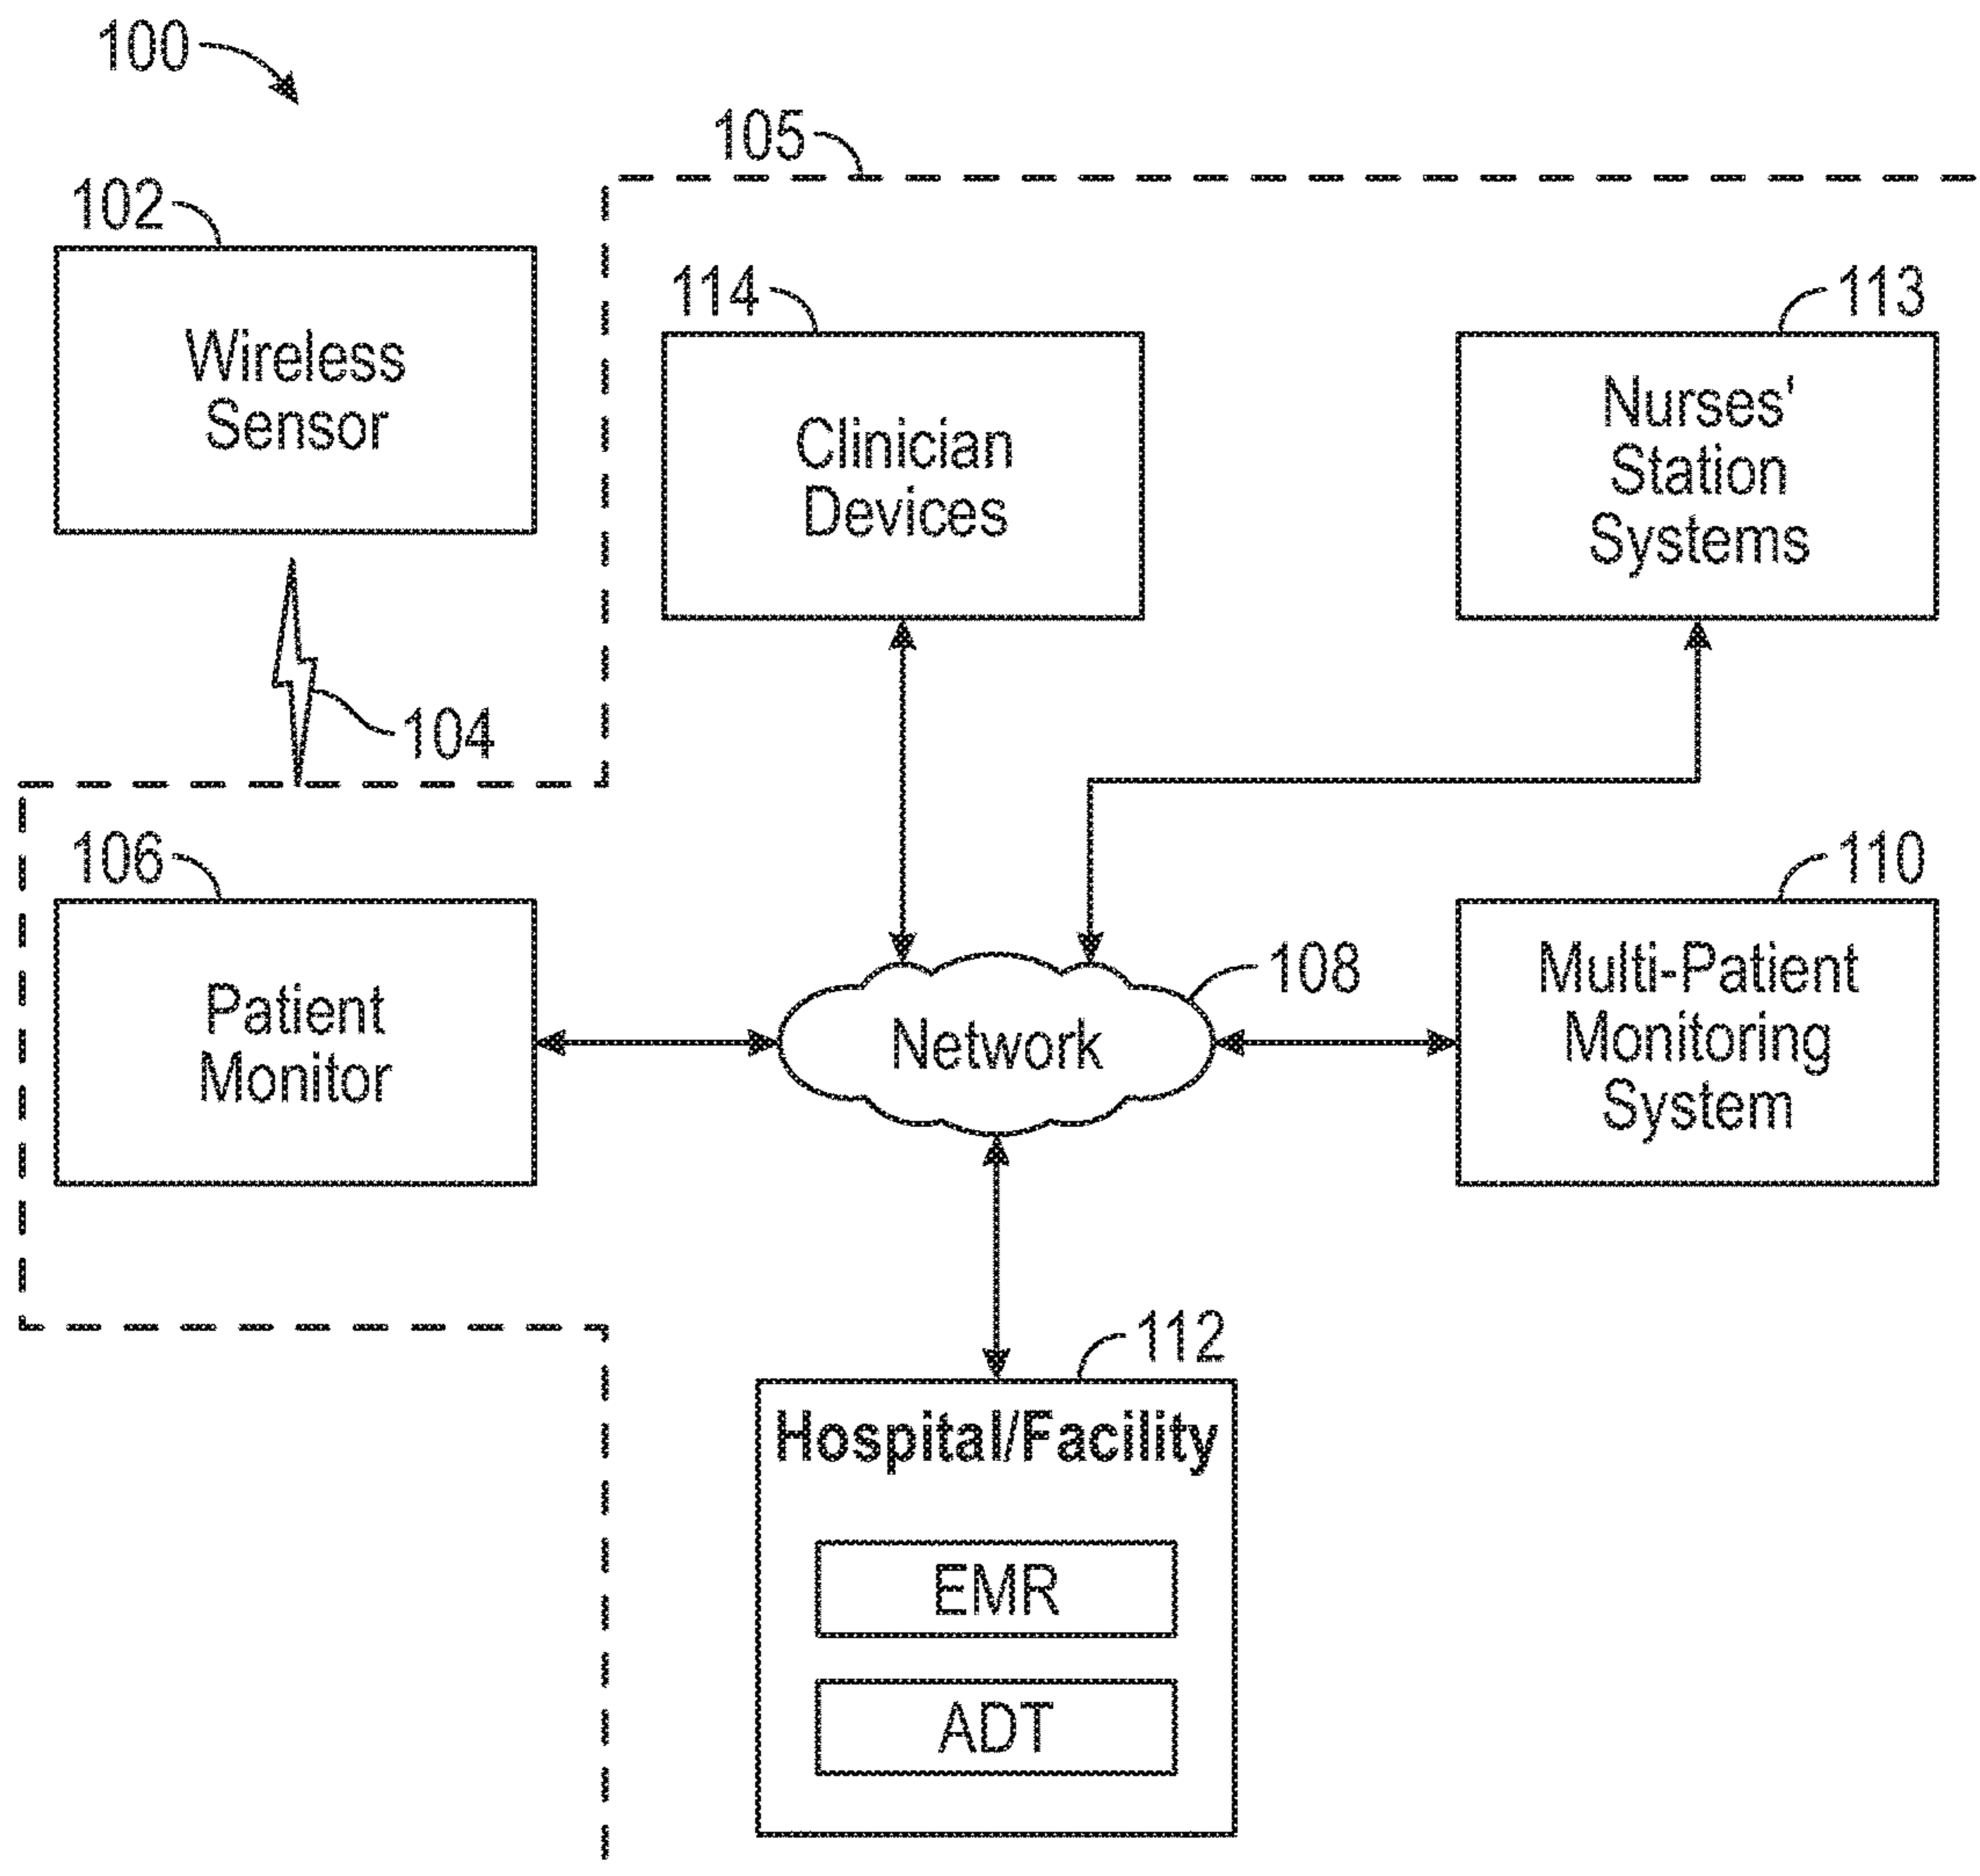 100
105
102
Wireless
Sensor
114
Clinician
Devices
113
Nurses'
Station
Systems
104
106
Patient
Monitor
108
Network
110
Multi-Patient
Monitoring
System
112
Hospital/Facility
EMR
ADT